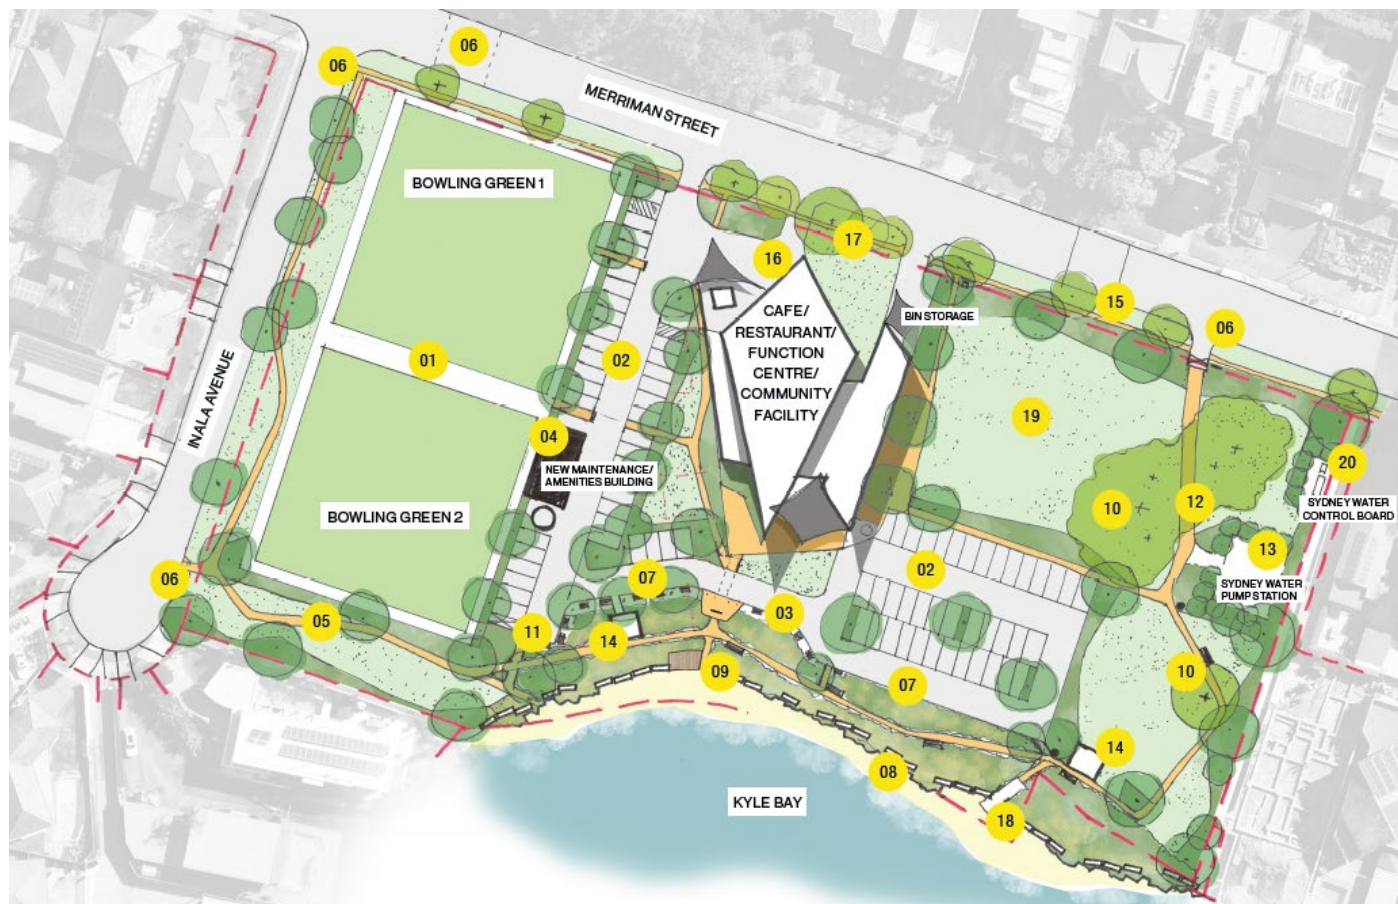 06
06
MERRIMAN STREET
BOWLING GREEN 1
17
16
CAFE/
RESTAURANT/
FUNCTION
CENTRE/
COMMUNITY
FACILITY
BIN STORAGE
15
06
01
02
INALA AVENUE
19
04
NEW MAINTENANCE/
AMENITIES BUILDING
20
SYDNEY WATER
CONTROL BOARD
10
12
BOWLING GREEN 2
13
SYDNEY WATER
PUMP STATION
06
07
02
05
11
14
03
09
07
10
14
08
KYLE BAY
18